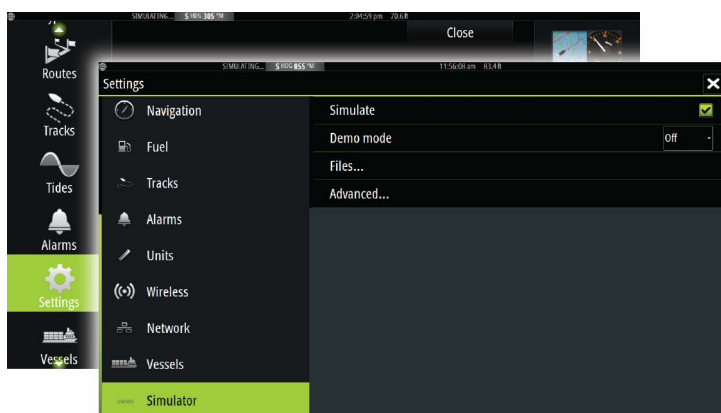 SIMULATING... S HDG 305 °M 2:04:59 pm 70.6 ft
Close
Routes
Tracks
Tides
Alarms
Settings
Vessels
SIMULATING... S HDG 055 °M 11:56:08 am 83.4 ft
Settings
Navigation
Fuel
Tracks
Alarms
Units
Wireless
Network
Vessels
Simulator
Simulate
Demo mode Off
Files...
Advanced...